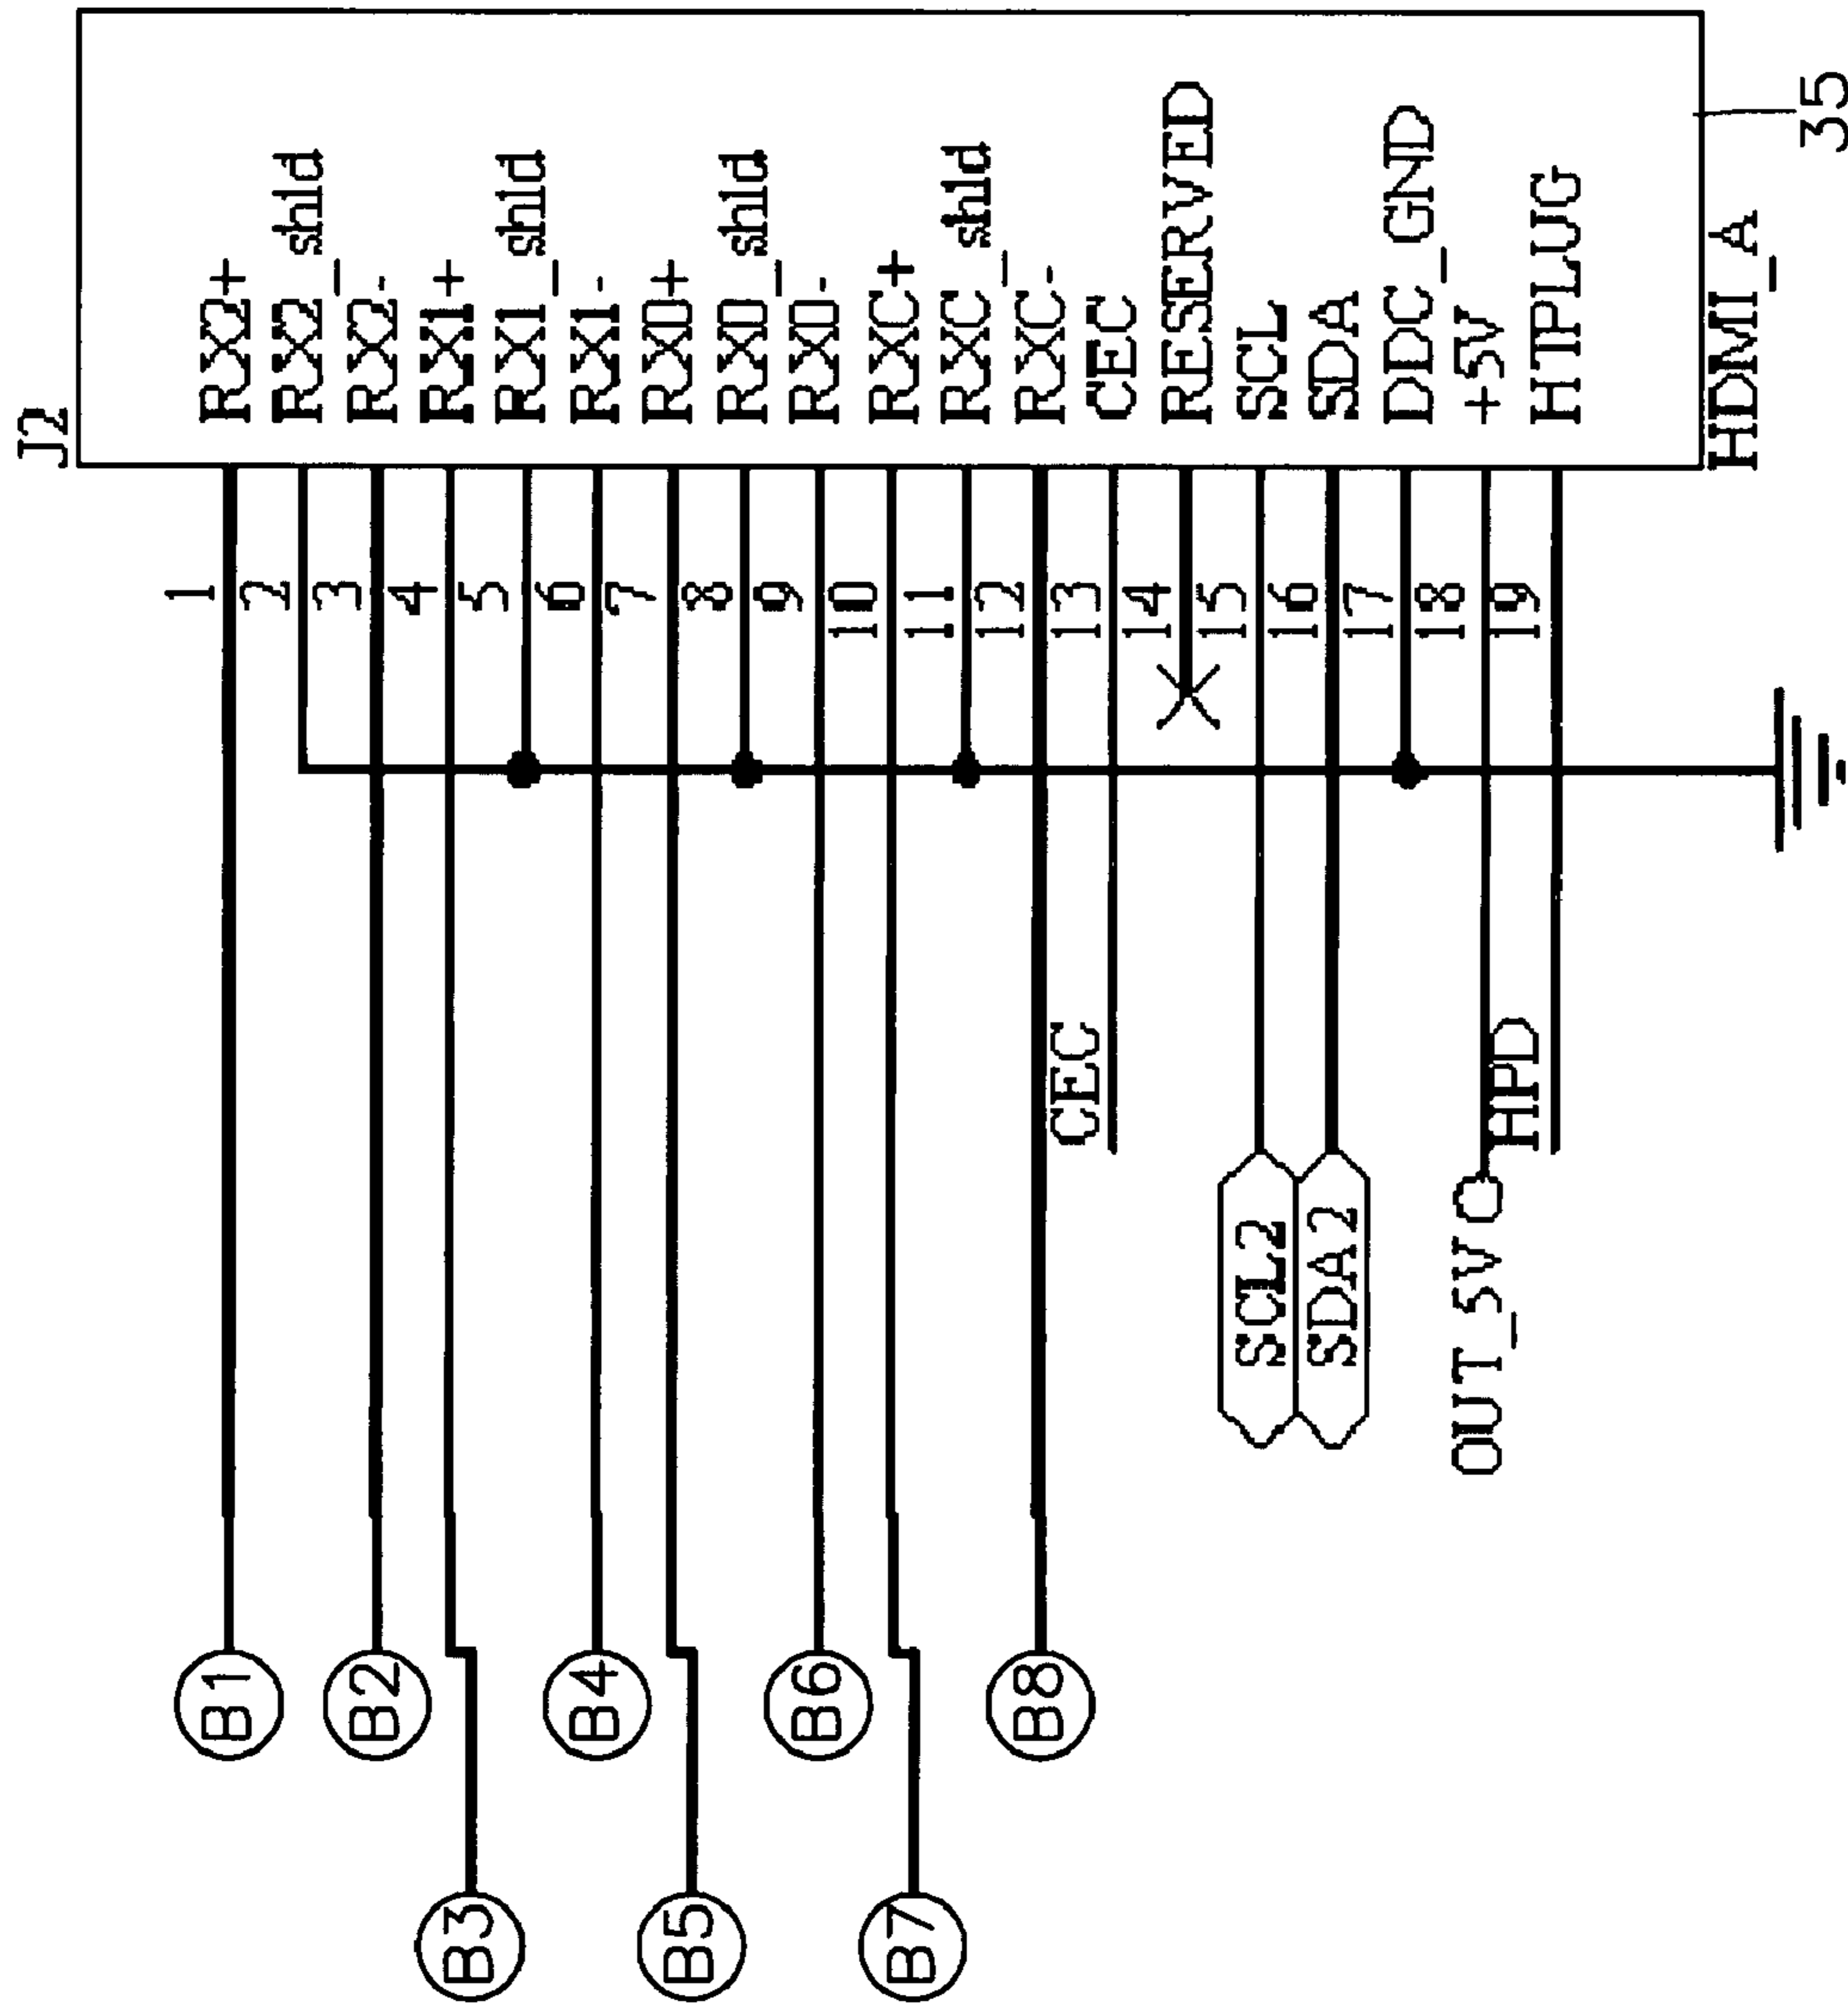 J2
RX2+
RX2_shld
RX2-
RX1+
RX1_shld
RX1-
RX0+
RX0_shld
RX0-
RXC+
RXC_shld
RXC-
CEC
RESERVED
SCL
SDA
DDC_GND
+5V
HTPLUG
HDMI_A
35
1
2
3
4
5
6
7
8
9
10
11
12
13
14
15
16
17
18
19
CEC
SCL2
SDA2
OUT_5V
HPD
B1
B2
B3
B4
B5
B6
B7
B8